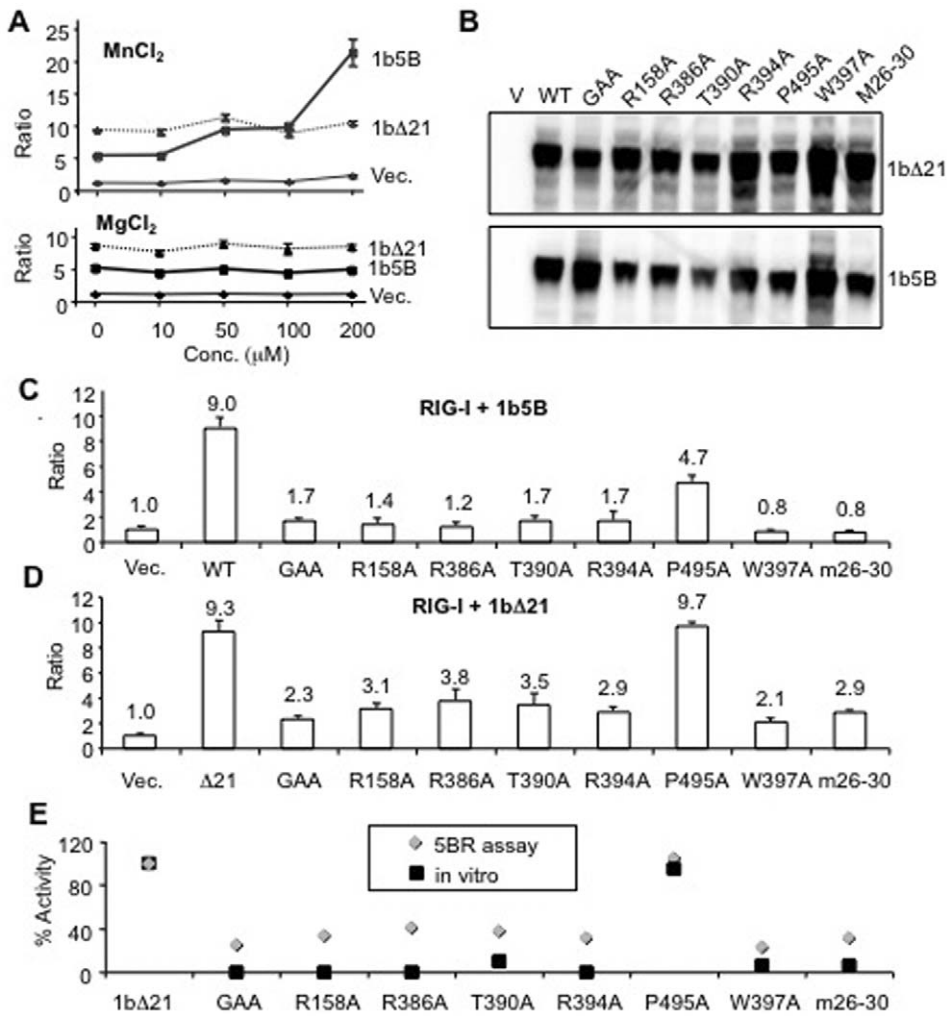 A
MnCl2
25
20
15
10
5
0
Ratio
1b5B
1bΔ21
Vec.
MgCl2
10
5
0
Ratio
1bΔ21
1b5B
Vec.
0 10 50 100 200
Conc. (μM)
B
V WT GAA R158A R386A T390A R394A P495A W397A M26-30
1bΔ21
1b5B
C
RIG-I + 1b5B
12
10
8
6
4
2
0
Ratio
1.0 9.0 1.7 1.4 1.2 1.7 1.7 4.7 0.8 0.8
Vec. WT GAA R158A R386A T390A R394A P495A W397A m26-30
D
RIG-I + 1bΔ21
12
10
8
6
4
2
0
Ratio
1.0 9.3 2.3 3.1 3.8 3.5 2.9 9.7 2.1 2.9
Vec. Δ21 GAA R158A R386A T390A R394A P495A W397A m26-30
E
120
80
40
0
% Activity
5BR assay
in vitro
1bΔ21 GAA R158A R386A T390A R394A P495A W397A m26-30